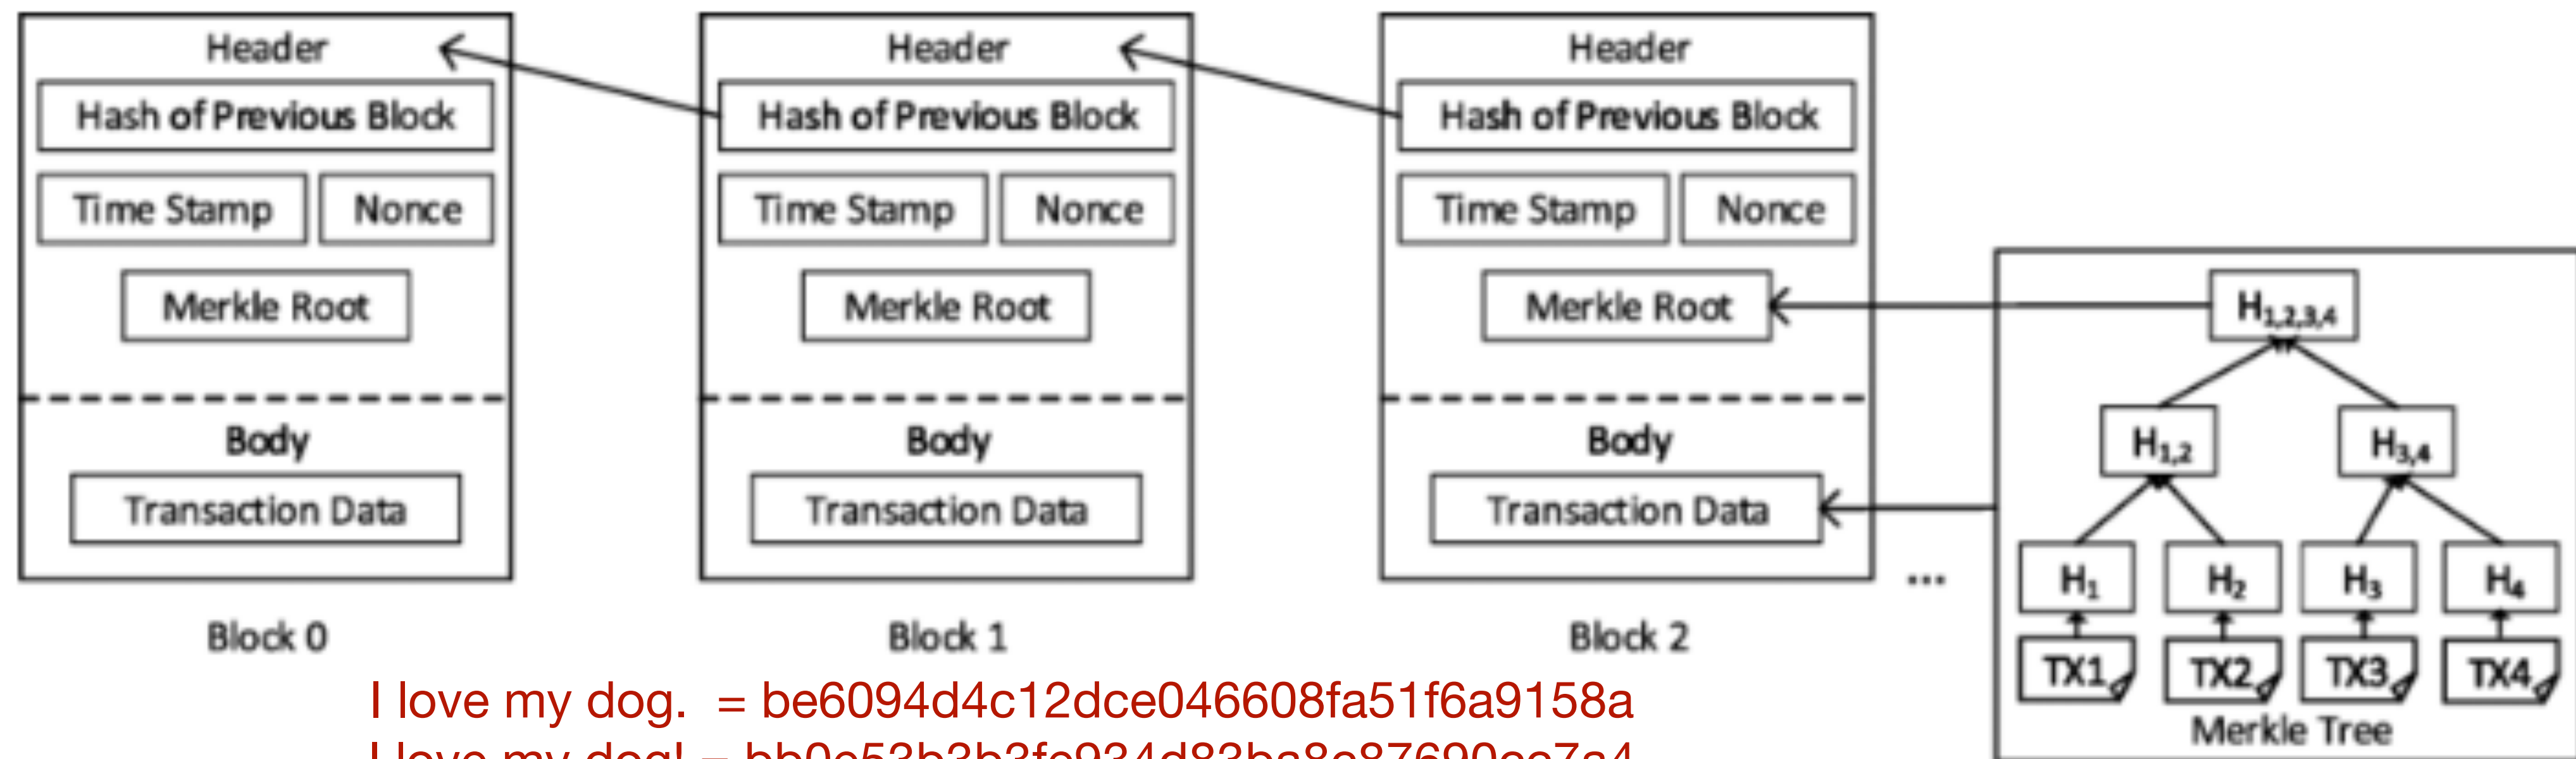 Header
Hash of Previous Block
Time Stamp Nonce
Merkle Root
Body
Transaction Data
Block 0
Header
Hash of Previous Block
Time Stamp Nonce
Merkle Root
Body
Transaction Data
Block 1
Header
Hash of Previous Block
Time Stamp Nonce
Merkle Root
Body
Transaction Data
Block 2
...
H1,2,3,4
H1,2 H3,4
H1 H2 H3 H4
TX1 TX2 TX3 TX4
Merkle Tree
I love my dog. = be6094d4c12dce046608fa51f6a9158a
I love my dog! =